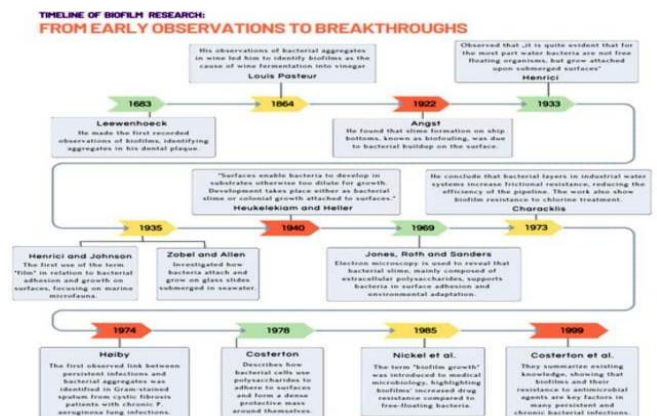 TIMELINE OF BIOFILM RESEARCH:
FROM EARLY OBSERVATIONS TO BREAKTHROUGHS
His observations of bacterial aggregates
in wine led him to identify biofilms as the
cause of wine fermentation into vinegar
Louis Pasteur
Observed that „it is quite evident that for
the most part water bacteria are not free
floating organisms, but grow attached
upon submerged surfaces"
Henrici
1683
1864
1922
1933
Leewenhoeck
He made the first recorded
observations of biofilms, identifying
aggregates in his dental plaque.
Angst
He found that slime formation on ship
bottoms, known as biofouling, was due
to bacterial buildup on the surface.
"Surfaces enable bacteria to develop in
substrates otherwise too dilute for growth.
Development takes place either as bacterial
slime or colonial growth attached to surfaces."
Heukelekiam and Heller
He conclude that bacterial layers in industrial water
systems increase frictional resistance, reducing the
efficiency of the pipeline. The work also show
biofilm resistance to chlorine treatment.
Characklis
1935
1940
1969
1973
Henrici and Johnson
The first use of the term
"film" in relation to bacterial
adhesion and growth on
surfaces, focusing on marine
microfauna.
Zobel and Allen
Investigated how
bacteria attach and
grow on glass slides
submerged in seawater.
Jones, Roth and Sanders
Electron microscopy is used to reveal that
bacterial slime, mainly composed of
extracellular polysaccharides, supports
bacteria in surface adhesion and
environmental adaptation.
1974
1978
1985
1999
Høiby
The first observed link between
persistent infections and
bacterial aggregates was
identified in Gram-stained
sputum from cystic fibrosis
patients with chronic P.
aeruginosa lung infections.
Costerton
Describes how
bacterial cells use
polysaccharides to
adhere to surfaces
and form a dense
protective mass
around themselves.
Nickel et al.
The term "biofilm growth"
was introduced to medical
microbiology, highlighting
biofilms' increased drug
resistance compared to
free-floating bacteria.
Costerton et al.
They summarize existing
knowledge, showing that
biofilms and their
resistance to antimicrobial
agents are key factors in
many persistent and
chronic bacterial infections.